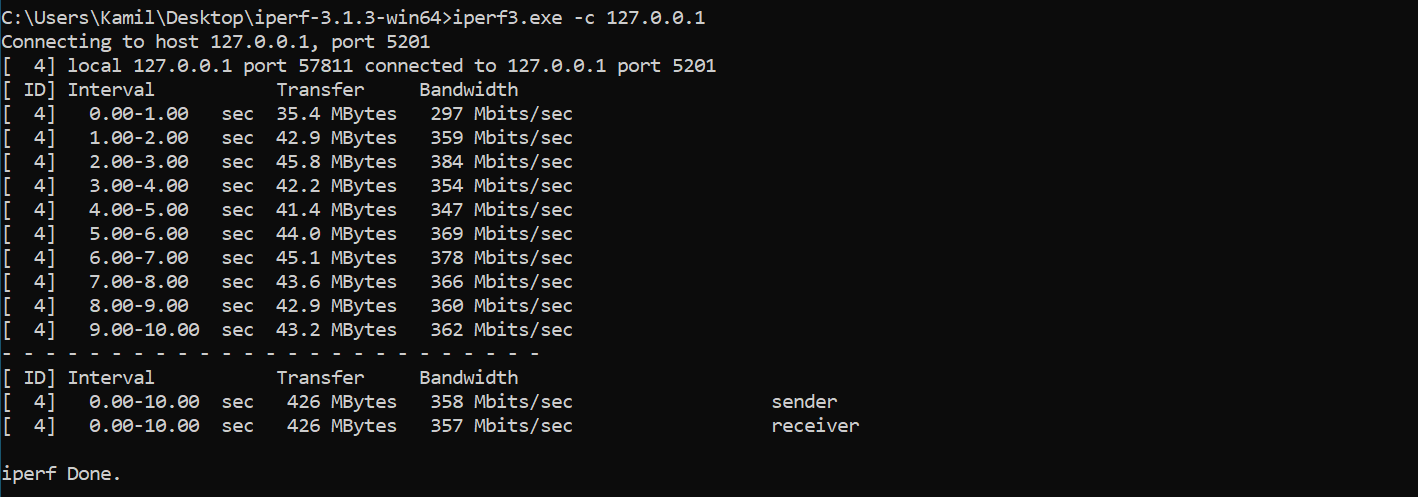 C:\Users\Kamil\Desktop\iperf-3.1.3-win64>iperf3.exe -c 127.0.0.1
Connecting to host 127.0.0.1, port 5201
[  4] local 127.0.0.1 port 57811 connected to 127.0.0.1 port 5201
[ ID] Interval           Transfer     Bandwidth
[  4]   0.00-1.00   sec  35.4 MBytes   297 Mbits/sec
[  4]   1.00-2.00   sec  42.9 MBytes   359 Mbits/sec
[  4]   2.00-3.00   sec  45.8 MBytes   384 Mbits/sec
[  4]   3.00-4.00   sec  42.2 MBytes   354 Mbits/sec
[  4]   4.00-5.00   sec  41.4 MBytes   347 Mbits/sec
[  4]   5.00-6.00   sec  44.0 MBytes   369 Mbits/sec
[  4]   6.00-7.00   sec  45.1 MBytes   378 Mbits/sec
[  4]   7.00-8.00   sec  43.6 MBytes   366 Mbits/sec
[  4]   8.00-9.00   sec  42.9 MBytes   360 Mbits/sec
[  4]   9.00-10.00  sec  43.2 MBytes   362 Mbits/sec
- - - - - - - - - - - - - - - - - - - - - - - - -
[ ID] Interval           Transfer     Bandwidth
[  4]   0.00-10.00  sec   426 MBytes   358 Mbits/sec                  sender
[  4]   0.00-10.00  sec   426 MBytes   357 Mbits/sec                  receiver
iperf Done.